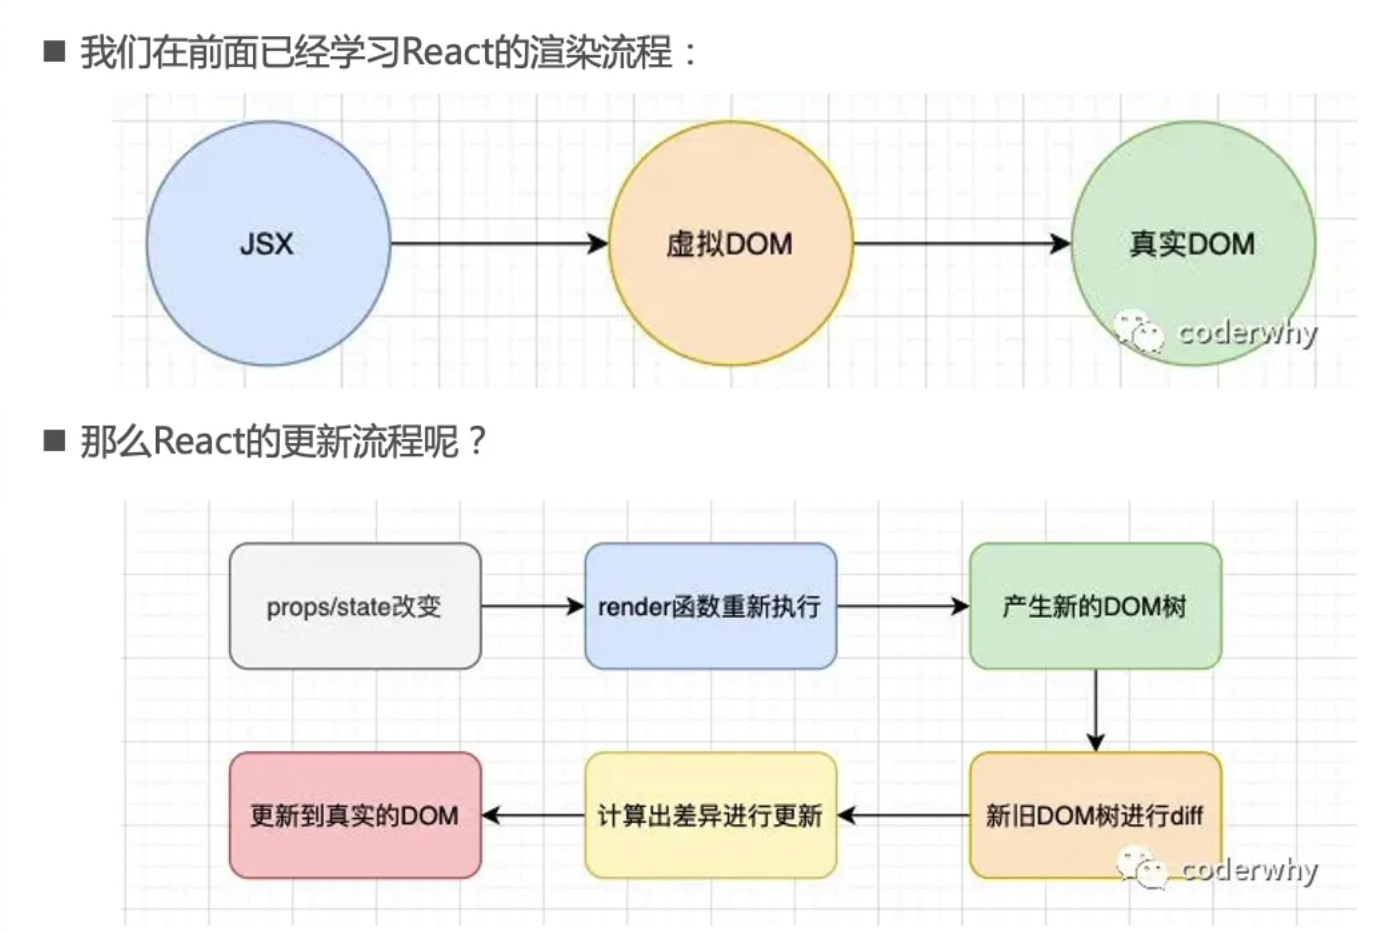 我们在前面已经学习React的渲染流程：
JSX
虚拟DOM
真实DOM
coderwhy
那么React的更新流程呢？
props/state改变
render函数重新执行
产生新的DOM树
更新到真实的DOM
计算出差异进行更新
新旧DOM树进行diff
coderwhy